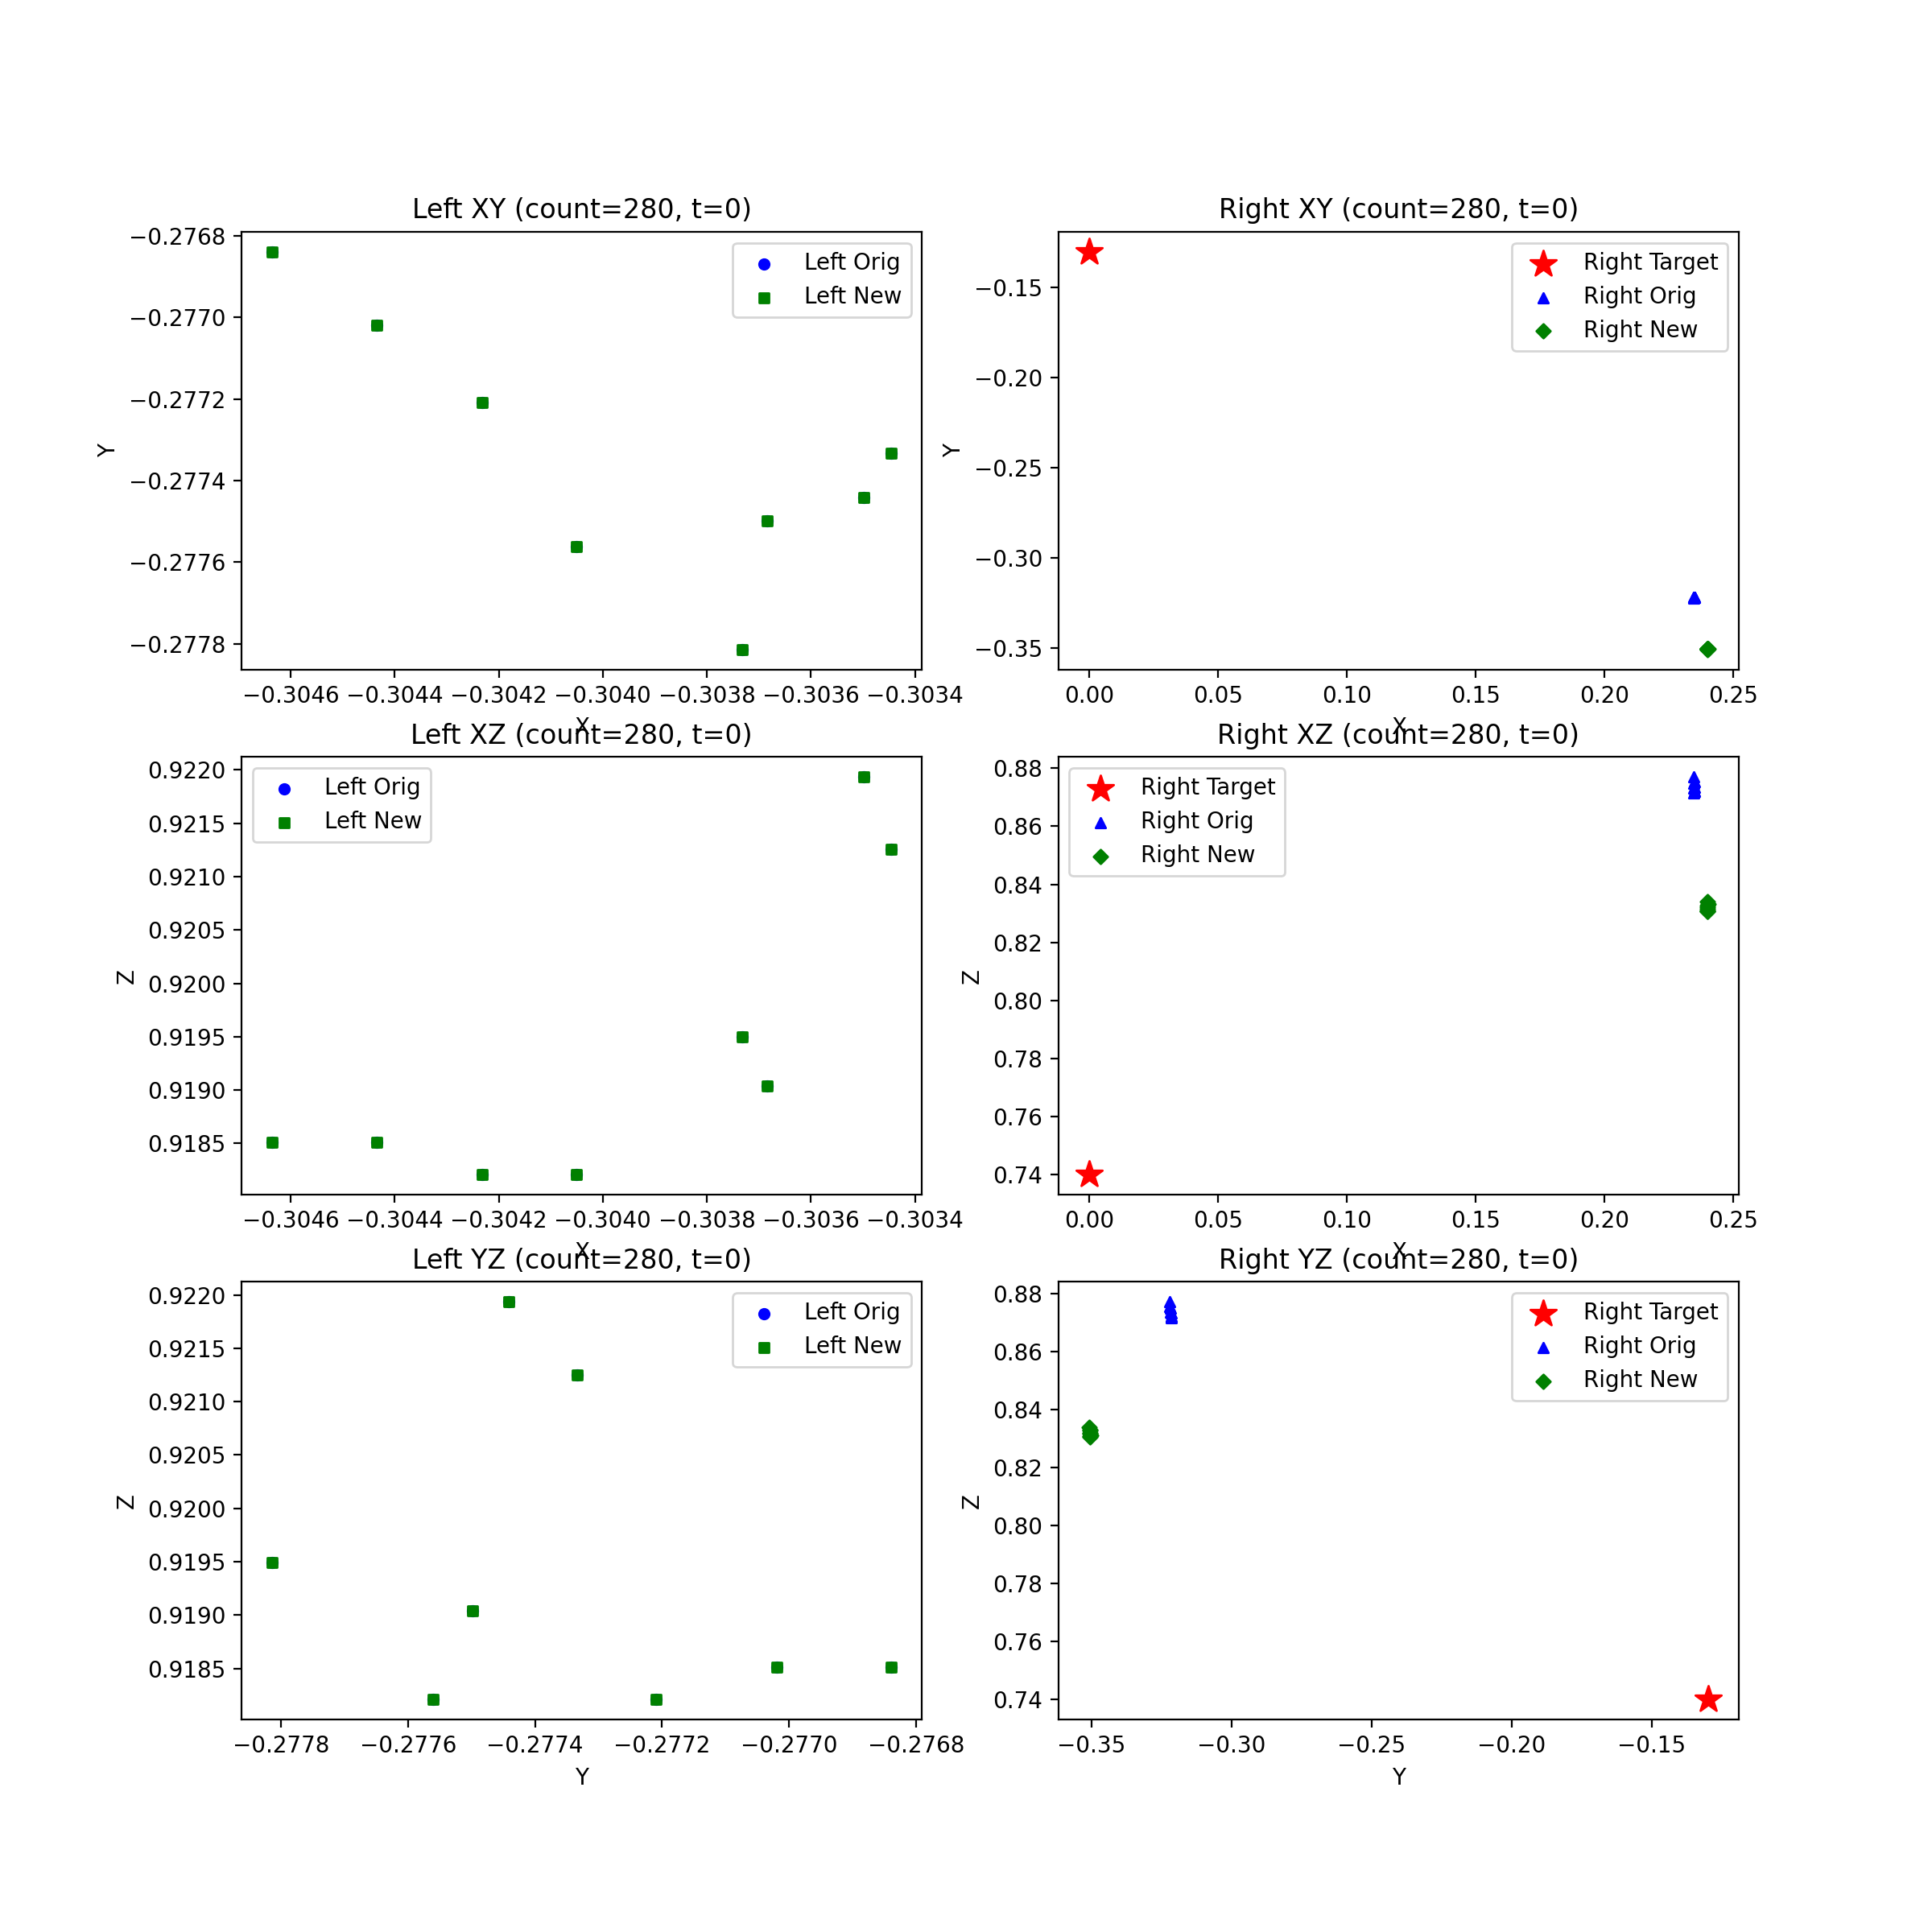 Left XY (count=280, t=0)
−0.2768
−0.2770
−0.2772
−0.2774
−0.2776
−0.2778
Y
Left Orig
Left New
−0.3046 −0.3044 −0.3042 −0.3040 −0.3038 −0.3036 −0.3034
X
Right XY (count=280, t=0)
−0.15
−0.20
−0.25
−0.30
−0.35
Y
Right Target
Right Orig
Right New
0.00 0.05 0.10 0.15 0.20 0.25
X
Left XZ (count=280, t=0)
0.9220
0.9215
0.9210
0.9205
0.9200
0.9195
0.9190
0.9185
Z
Left Orig
Left New
−0.3046 −0.3044 −0.3042 −0.3040 −0.3038 −0.3036 −0.3034
X
Right XZ (count=280, t=0)
0.88
0.86
0.84
0.82
0.80
0.78
0.76
0.74
Z
Right Target
Right Orig
Right New
0.00 0.05 0.10 0.15 0.20 0.25
X
Left YZ (count=280, t=0)
0.9220
0.9215
0.9210
0.9205
0.9200
0.9195
0.9190
0.9185
Z
Left Orig
Left New
−0.2778 −0.2776 −0.2774 −0.2772 −0.2770 −0.2768
Y
Right YZ (count=280, t=0)
0.88
0.86
0.84
0.82
0.80
0.78
0.76
0.74
Z
Right Target
Right Orig
Right New
−0.35 −0.30 −0.25 −0.20 −0.15
Y